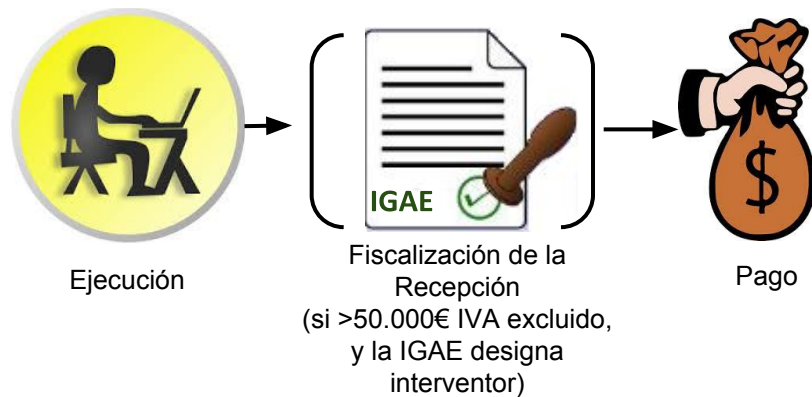 IGAE
$
Ejecución
Fiscalización de la
Recepción
(si >50.000€ IVA excluido,
y la IGAE designa
interventor)
Pago